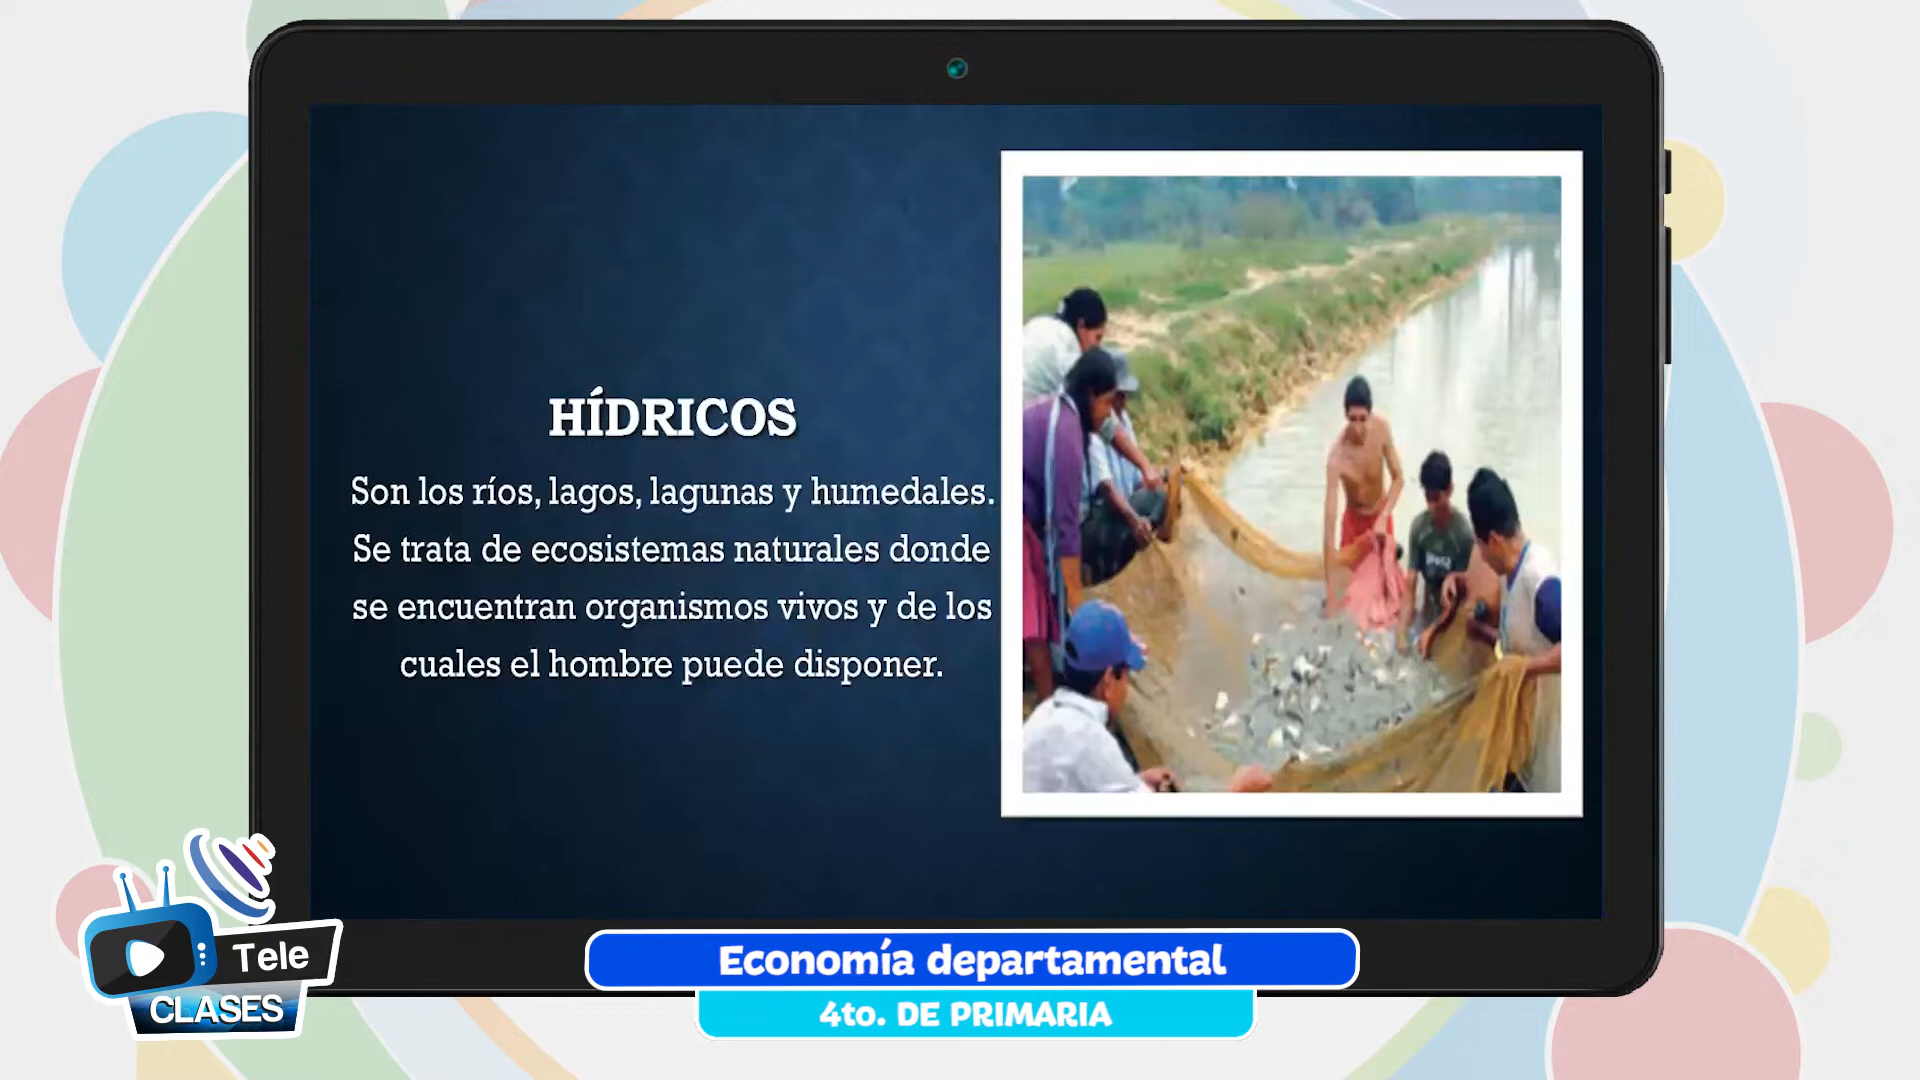 HÍDRICOS
Son los ríos, lagos, lagunas y humedales.
Se trata de ecosistemas naturales donde
se encuentran organismos vivos y de los
cuales el hombre puede disponer.
Tele
CLASES
Economía departamental
4to. DE PRIMARIA